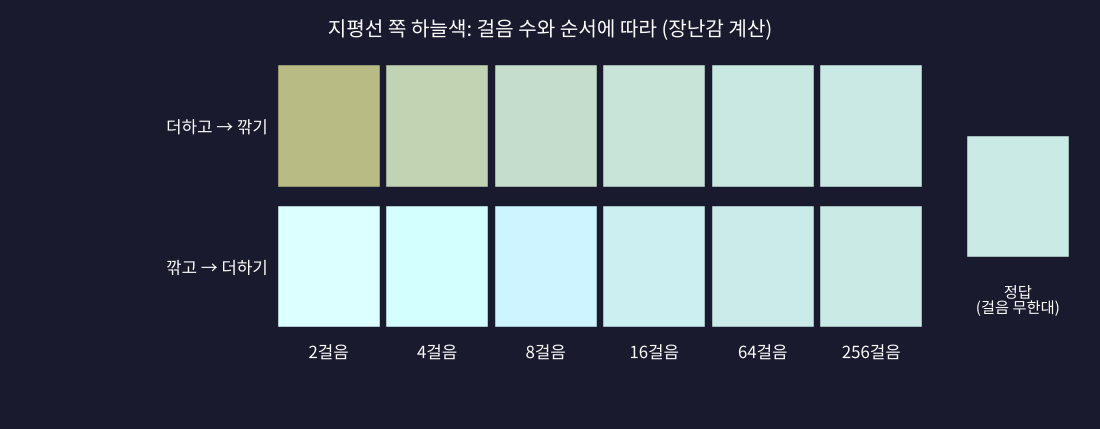 지평선 쪽 하늘색: 걸음 수와 순서에 따라 (장난감 계산)
더하고 → 깎기
깎고 → 더하기
정답
(걸음 무한대)
2걸음
4걸음
8걸음
16걸음
64걸음
256걸음